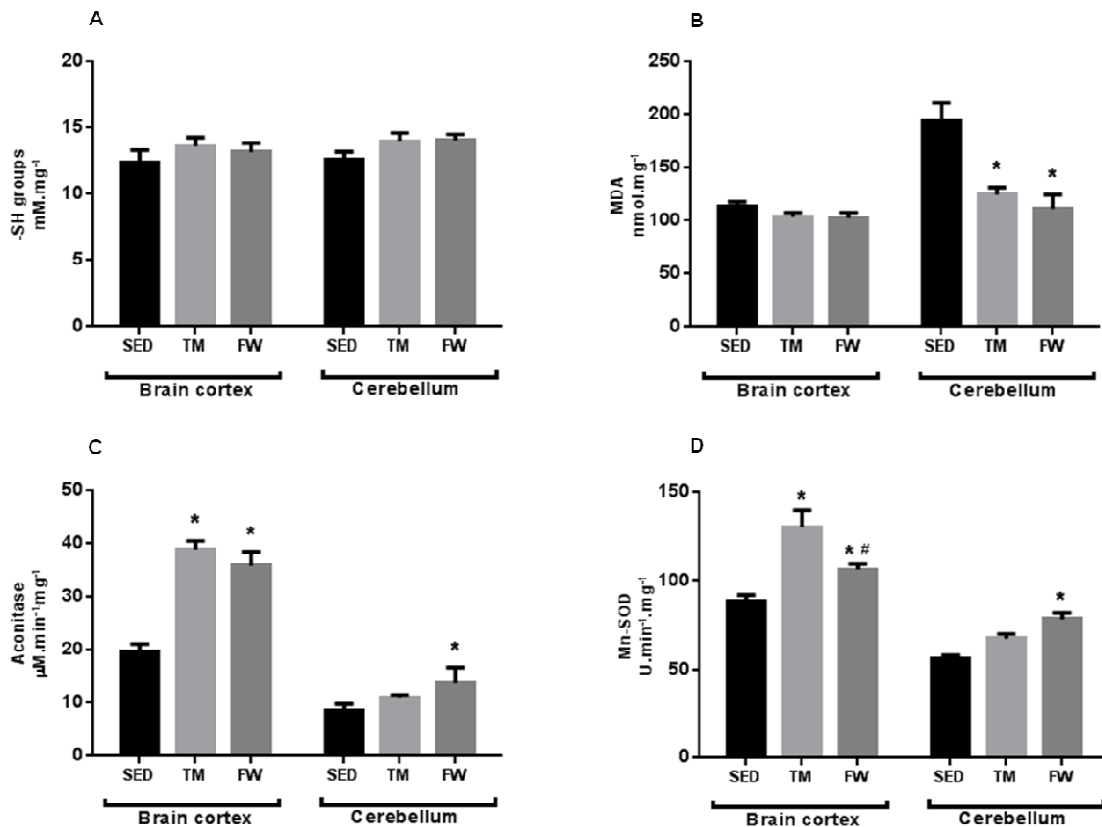 A
20
15
10
5
0
-SH groups
mM.mg⁻¹
SED TM FW SED TM FW
Brain cortex Cerebellum
B
250
200
150
100
50
0
MDA
nmol.mg⁻¹
* *
SED TM FW SED TM FW
Brain cortex Cerebellum
C
50
40
30
20
10
0
Aconitase
µM.min⁻¹mg⁻¹
* * *
SED TM FW SED TM FW
Brain cortex Cerebellum
D
150
100
50
0
Mn-SOD
U.min⁻¹.mg⁻¹
* * # *
SED TM FW SED TM FW
Brain cortex Cerebellum